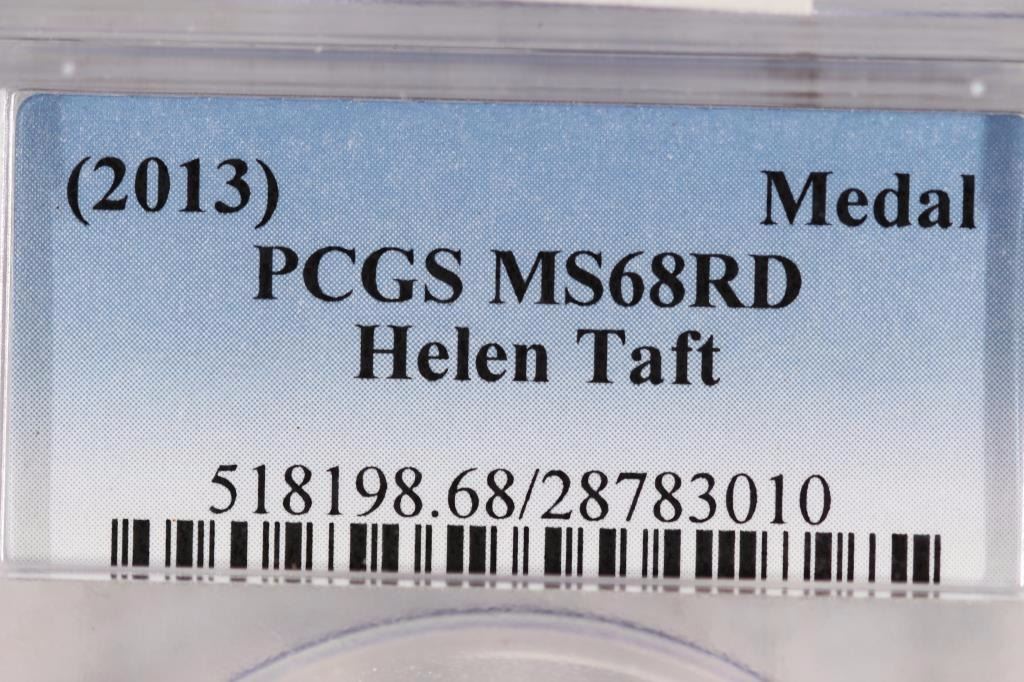 (2013) Medal
PCGS MS68RD
Helen Taft
518198.68/28783010